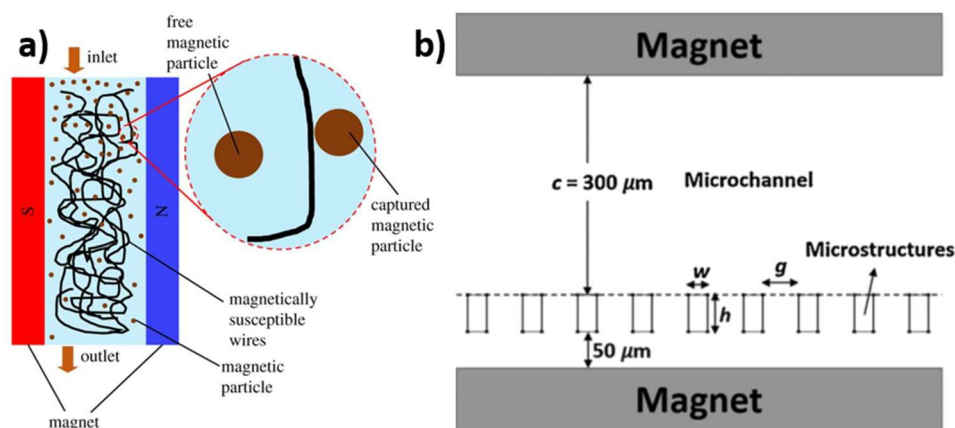 a)
inlet
free
magnetic
particle
S
N
captured
magnetic
particle
magnetically
susceptible
wires
magnetic
particle
outlet
magnet
b)
Magnet
c = 300 μm
Microchannel
Microstructures
w
g
h
50 μm
Magnet